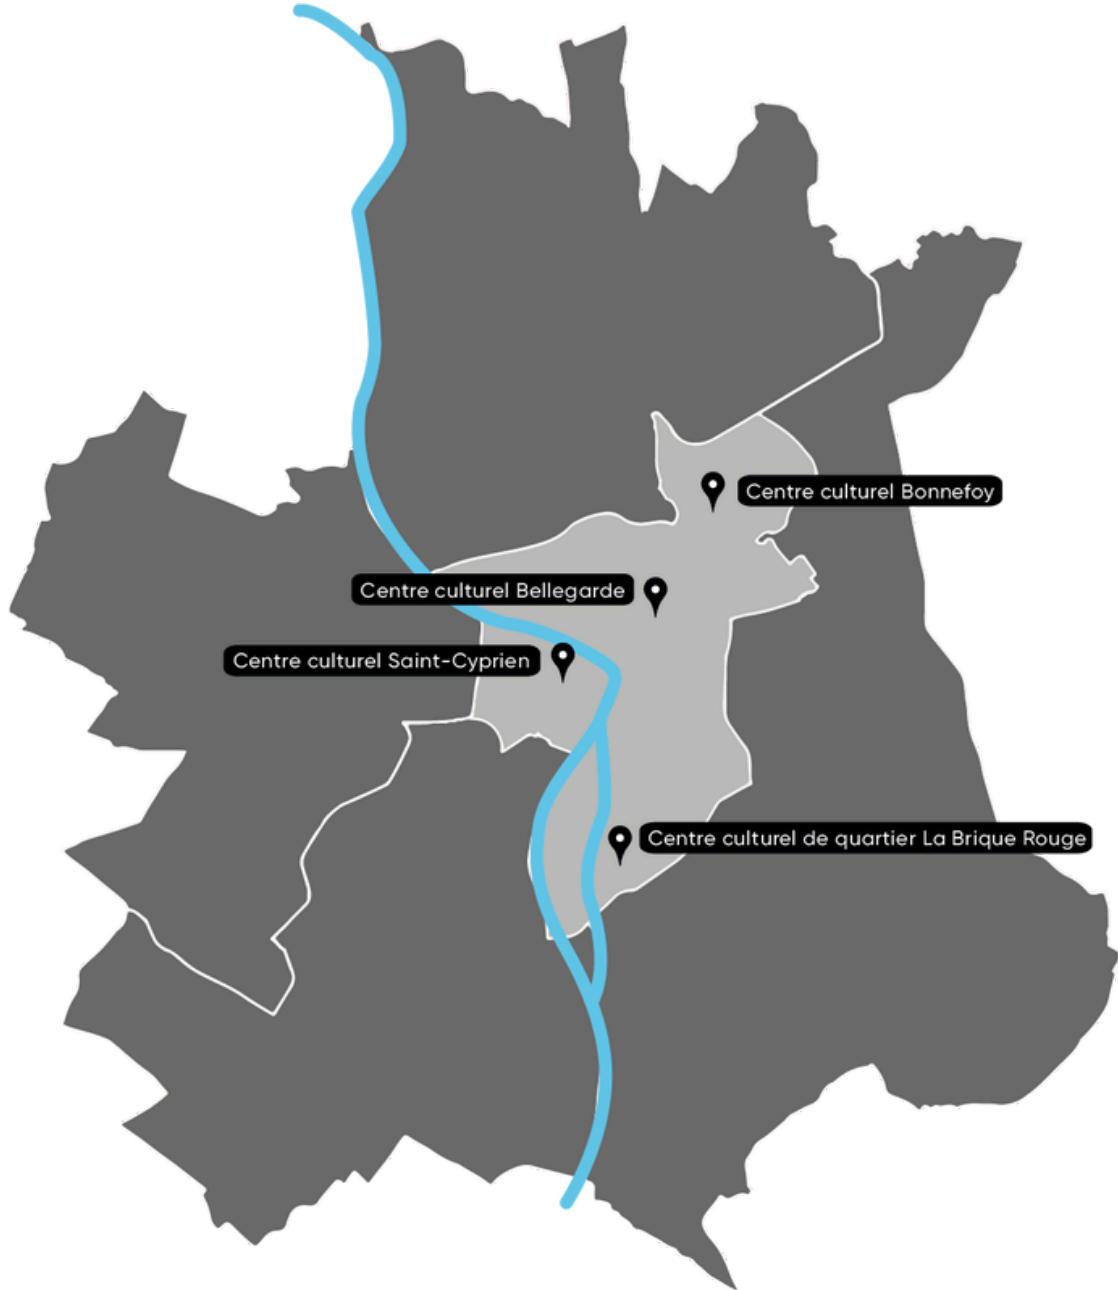 Centre culturel Bonnefoy
Centre culturel Bellegarde
Centre culturel Saint-Cyprien
Centre culturel de quartier La Brique Rouge